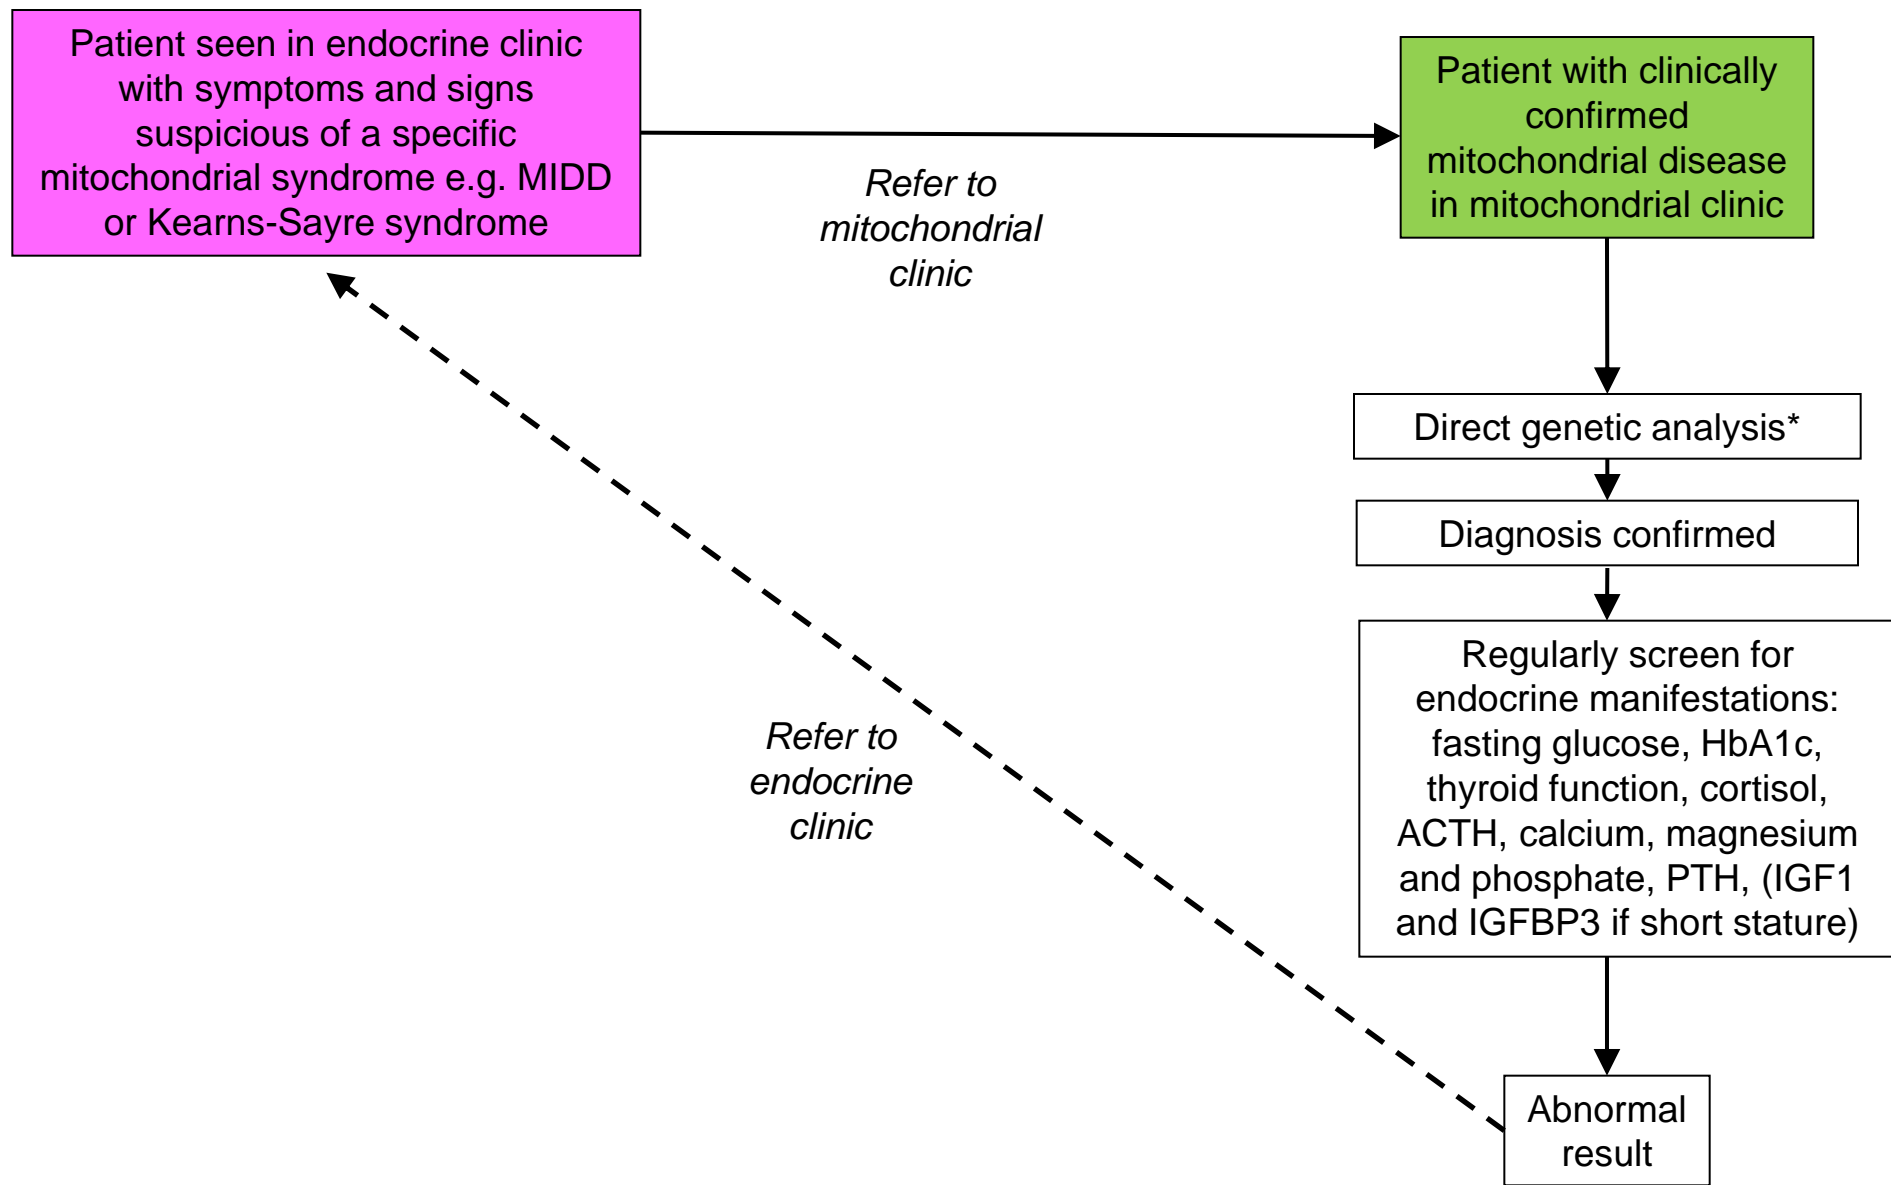 Patient seen in endocrine clinic
with symptoms and signs
suspicious of a specific
mitochondrial syndrome e.g. MIDD
or Kearns-Sayre syndrome
Refer to
mitochondrial
clinic
Patient with clinically
confirmed
mitochondrial disease
in mitochondrial clinic
Direct genetic analysis*
Diagnosis confirmed
Regularly screen for
endocrine manifestations:
fasting glucose, HbA1c,
thyroid function, cortisol,
ACTH, calcium, magnesium
and phosphate, PTH, (IGF1
and IGFBP3 if short stature)
Abnormal
result
Refer to
endocrine
clinic